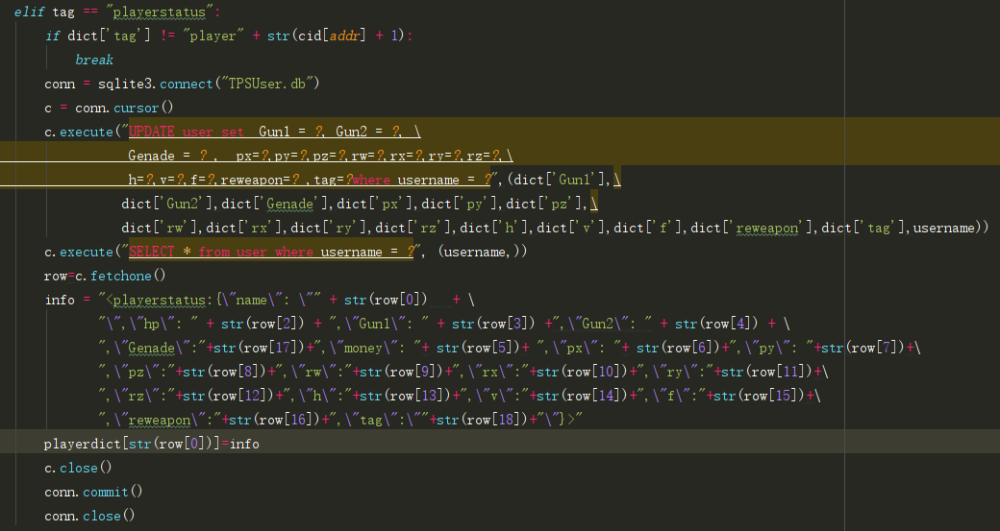 elif tag == "playerstatus":
if dict['tag'] != "player" + str(cid[addr] + 1):
break
conn = sqlite3.connect("TPSUser.db")
c = conn.cursor()
c.execute("UPDATE user set  Gun1 = ?, Gun2 = ?, \
Genade = ? ,  px=?,py=?,pz=?,rw=?,rx=?,ry=?,rz=?,\
h=?,v=?,f=?,reweapon=? ,tag=?where username = ?",(dict['Gun1'],\
dict['Gun2'],dict['Genade'],dict['px'],dict['py'],dict['pz'],\
dict['rw'],dict['rx'],dict['ry'],dict['rz'],dict['h'],dict['v'],dict['f'],dict['reweapon'],dict['tag'],username))
c.execute("SELECT * from user where username = ?", (username,))
row=c.fetchone()
info = "<playerstatus:{\"name\": \"" + str(row[0])   + \
"\",\"hp\": " + str(row[2]) + ",\"Gun1\": " + str(row[3]) +",\"Gun2\": " + str(row[4]) + \
",\"Genade\":"+str(row[17])+",\"money\": "+ str(row[5])+ ",\"px\": "+ str(row[6])+",\"py\": "+str(row[7])+\
",\"pz\":"+str(row[8])+",\"rw\":"+str(row[9])+",\"rx\":"+str(row[10])+",\"ry\":"+str(row[11])+\
",\"rz\":"+str(row[12])+",\"h\":"+str(row[13])+",\"v\":"+str(row[14])+",\"f\":"+str(row[15])+\
",\"reweapon\":"+str(row[16])+",\"tag\":\""+str(row[18])+"\"}>"
playerdict[str(row[0])]=info
c.close()
conn.commit()
conn.close()